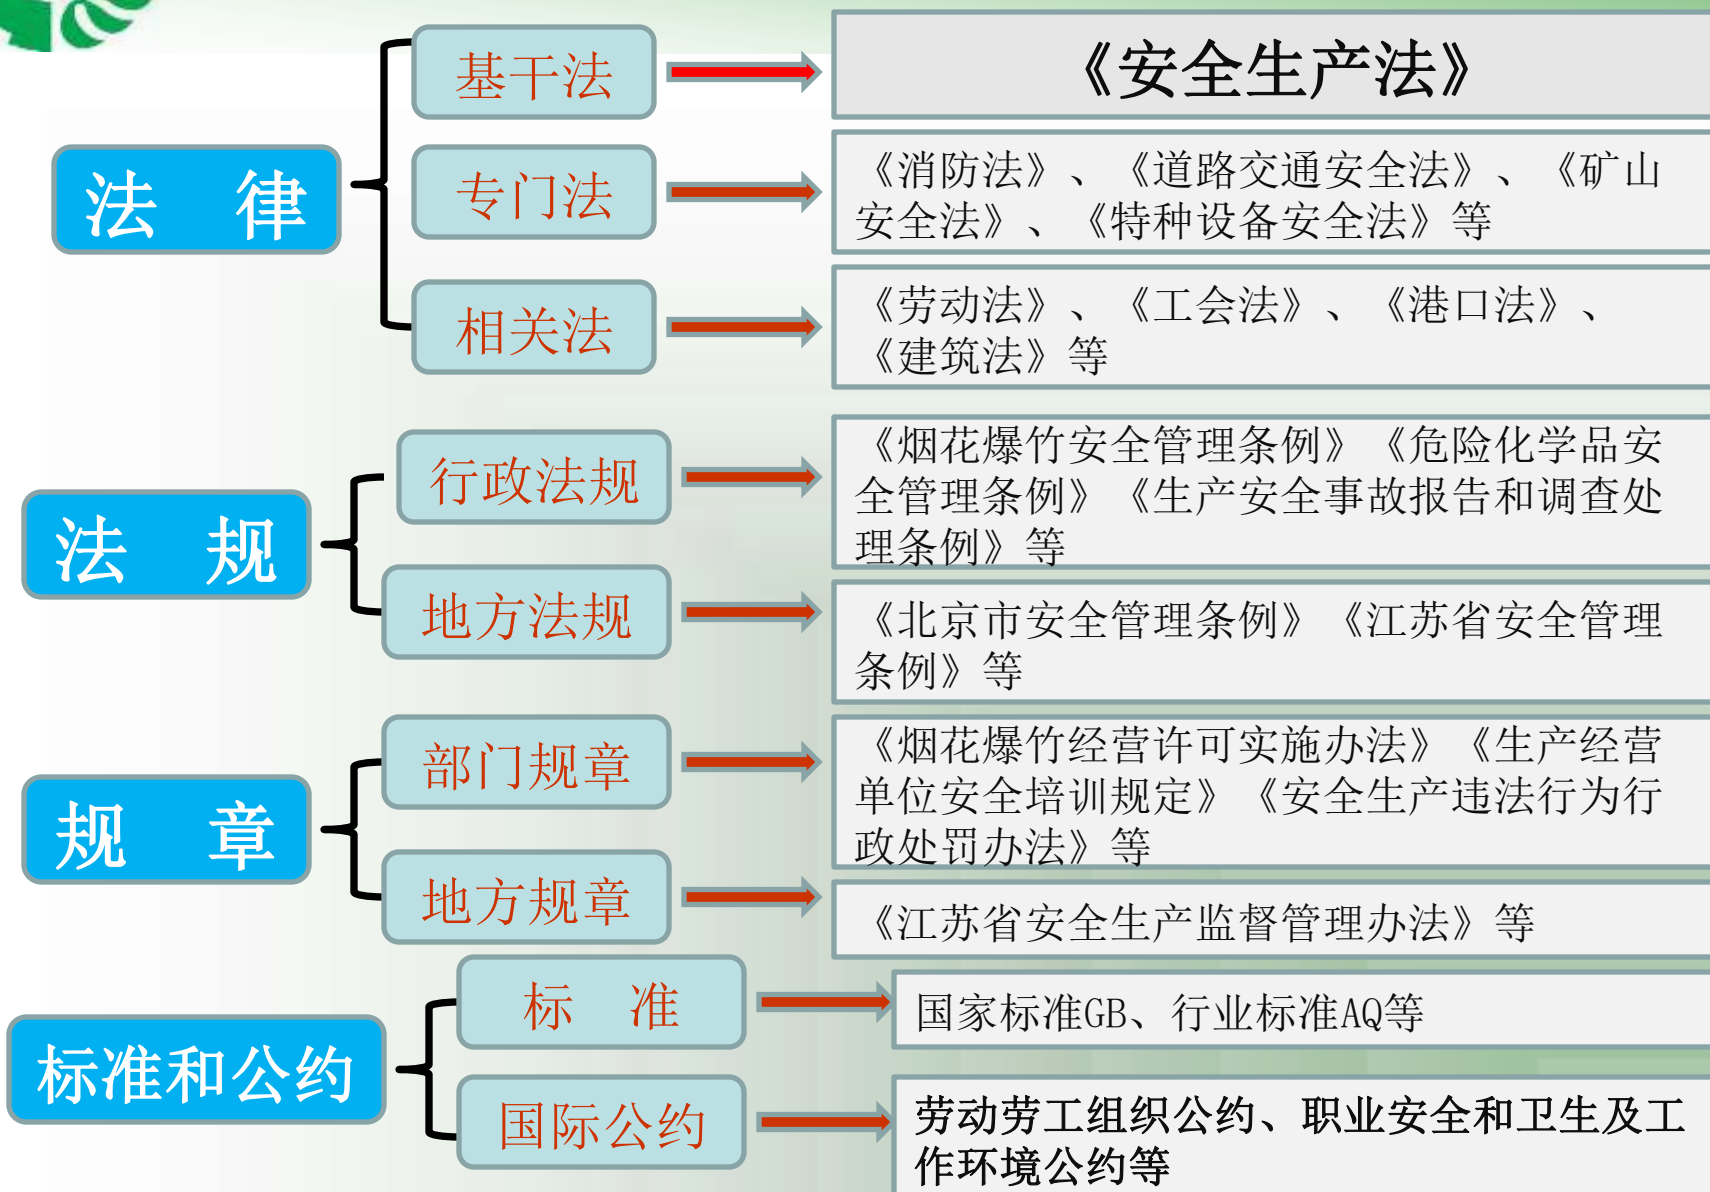 法 律
基干法
《安全生产法》
专门法
《消防法》、《道路交通安全法》、《矿山
安全法》、《特种设备安全法》等
相关法
《劳动法》、《工会法》、《港口法》、
《建筑法》等
法 规
行政法规
《烟花爆竹安全管理条例》《危险化学品安
全管理条例》《生产安全事故报告和调查处
理条例》等
地方法规
《北京市安全管理条例》《江苏省安全管理
条例》等
规 章
部门规章
《烟花爆竹经营许可实施办法》《生产经营
单位安全培训规定》《安全生产违法行为行
政处罚办法》等
地方规章
《江苏省安全生产监督管理办法》等
标准和公约
标 准
国家标准GB、行业标准AQ等
国际公约
劳动劳工组织公约、职业安全和卫生及工
作环境公约等